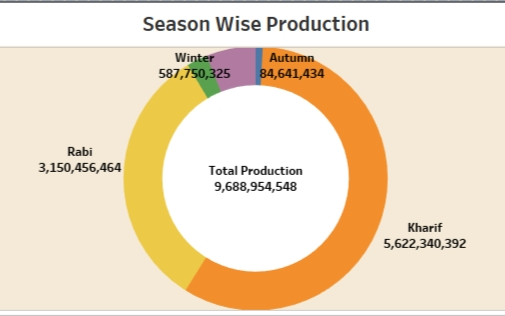 Season Wise Production
Winter
587,750,325
Autumn
84,641,434
Rabi
3,150,456,464
Total Production
9,688,954,548
Kharif
5,622,340,392